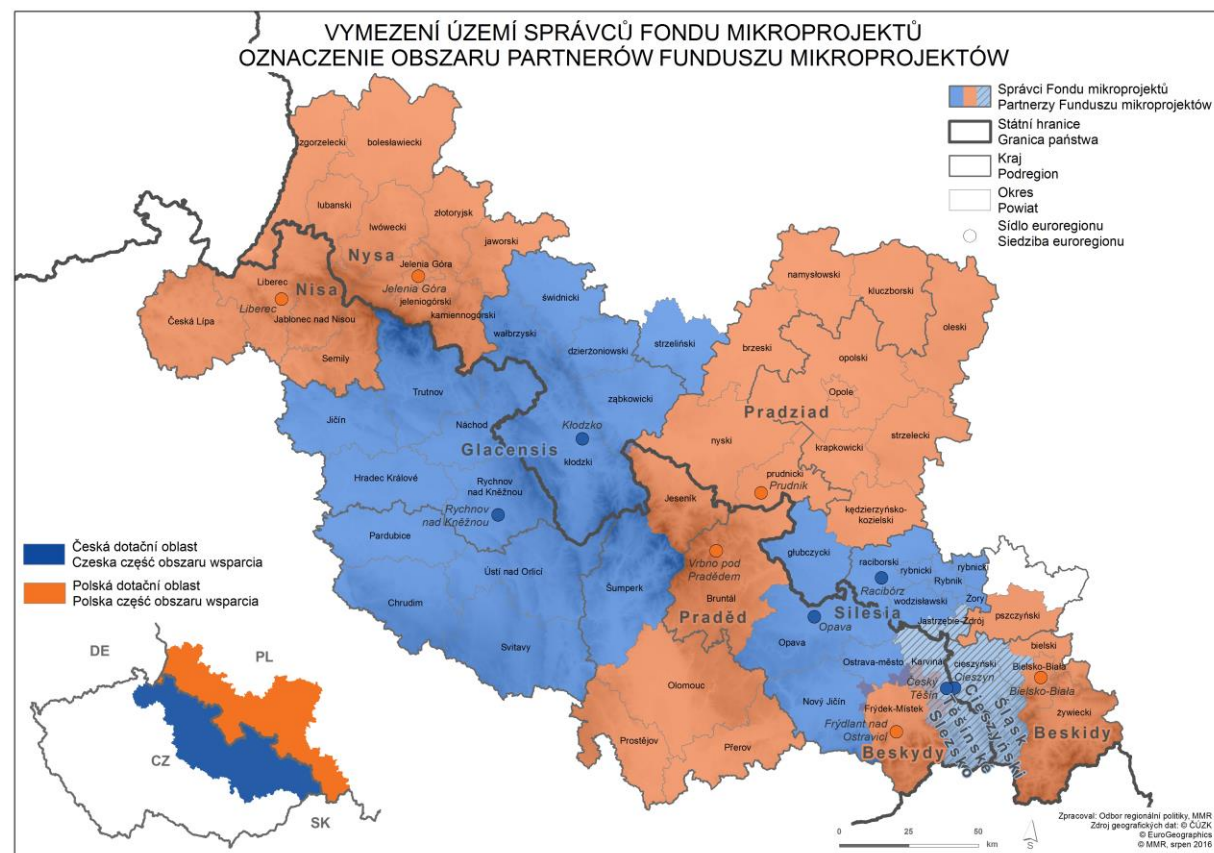 VYMEZENÍ ÚZEMÍ SPRÁVCŮ FONDU MIKROPROJEKTŮ
OZNACZENIE OBSZARU PARTNERÓW FUNDUSZU MIKROPROJEKTÓW
Správci Fondu mikroprojektů
Partnerzy Funduszu mikroprojektów
Státní hranice
Granica państwa
Kraj
Podregion
Okres
Powiat
Sídlo euroregionu
Siedziba euroregionu
zgorzelecki
bolesławiecki
lubanski
lwówecki
złotoryjsk
jaworski
Nysa
Jelenia Góra
Jelenia Góra
jeleniogórski
kamiennogórski
Nisa
Liberec
Liberec
Česká Lípa
Jablonec nad Nisou
Semily
świdnicki
wałbrzyski
dzierżoniowski
strzeliński
ząbkowicki
Kłodzko
kłodzki
Glacensis
Trutnov
Jičín
Náchod
Hradec Králové
Rychnov
nad Kněžnou
Rychnov
nad Kněžnou
Pardubice
Ústí nad Orlicí
Chrudim
Svitavy
Šumperk
namysłowski
kluczborski
oleski
brzeski
opolski
Opole
Pradziad
nyski
krapkowicki
strzelecki
prudnicki
Prudnik
kędzierzyńsko-
kozielski
Jeseník
Vrbno pod
Pradědem
Bruntál
Praděd
Olomouc
Prostějov
Přerov
głubczycki
raciborski
Racibórz
rybnicki
Rybnik
rybnicki
wodzisławski
Żory
Jastrzębie-Zdrój
Silesia
Opava
Opava
Ostrava-město
Nový Jičín
Karviná
Český
Těšín
cieszyński
Cieszyn
Těšínské
Slezsko
Śląsk
Cieszyński
Frýdek-Místek
Frýdlant nad
Ostravicí
Beskydy
pszczyński
bielski
Bielsko-Biała
Bielsko-Biała
żywiecki
Beskidy
Česká dotační oblast
Czeska część obszaru wsparcia
Polská dotační oblast
Polska część obszaru wsparcia
DE
PL
CZ
SK
0 25 50
km
S
Zpracoval: Odbor regionální politiky, MMR
Zdroj geografických dat: © ČÚZK
© EuroGeographics
© MMR, srpen 2016